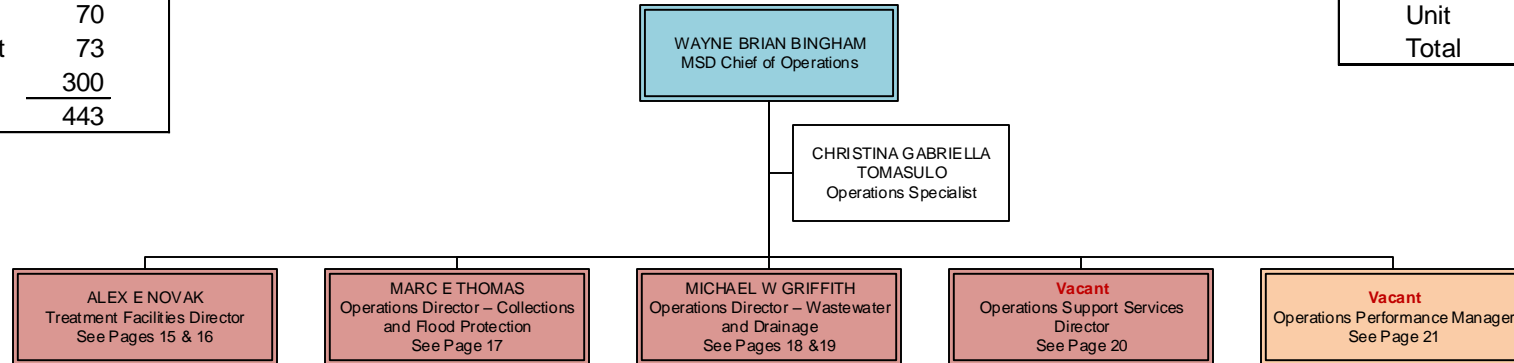 70
t 73
300
443
Unit
Total
WAYNE BRIAN BINGHAM
MSD Chief of Operations
CHRISTINA GABRIELLA
TOMASULO
Operations Specialist
ALEX E NOVAK
Treatment Facilities Director
See Pages 15 & 16
MARC E THOMAS
Operations Director – Collections
and Flood Protection
See Page 17
MICHAEL W GRIFFITH
Operations Director – Wastewater
and Drainage
See Pages 18 &19
Vacant
Operations Support Services
Director
See Page 20
Vacant
Operations Performance Manager
See Page 21